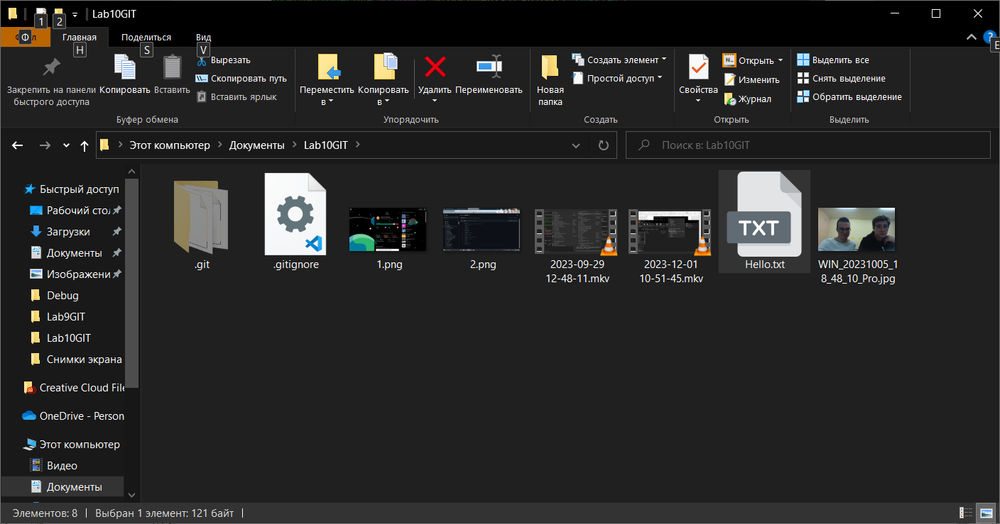 Lab10GIT
1
2
Ф
Главная
Поделиться
Вид
H
S
V
E
Закрепить на панели
быстрого доступа
Копировать
Вставить
Вырезать
Скопировать путь
Вставить ярлык
Буфер обмена
Переместить
в
Копировать
в
Удалить
Переименовать
Упорядочить
Новая
папка
Создать элемент
Простой доступ
Создать
Свойства
Открыть
Изменить
Журнал
Открыть
Выделить все
Снять выделение
Обратить выделение
Выделить
Этот компьютер
Документы
Lab10GIT
Поиск в: Lab10GIT
Быстрый доступ
Рабочий стол
Загрузки
Документы
Изображени
Debug
Lab9GIT
Lab10GIT
Снимки экрана
Creative Cloud File
OneDrive - Person
Этот компьютер
Видео
Документы
.git
.gitignore
1.png
2.png
2023-09-29
12-48-11.mkv
2023-12-01
10-51-45.mkv
TXT
Hello.txt
WIN_20231005_1
8_48_10_Pro.jpg
Элементов: 8
Выбран 1 элемент: 121 байт